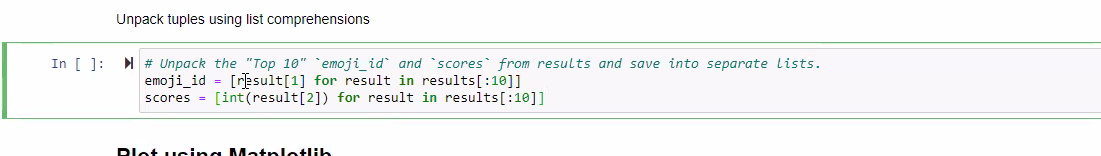 Unpack tuples using list comprehensions
In [ ]:
# Unpack the "Top 10" `emoji_id` and `scores` from results and save into separate lists.
emoji_id = [result[1] for result in results[:10]]
scores = [int(result[2]) for result in results[:10]]
Plot using Matplotlib